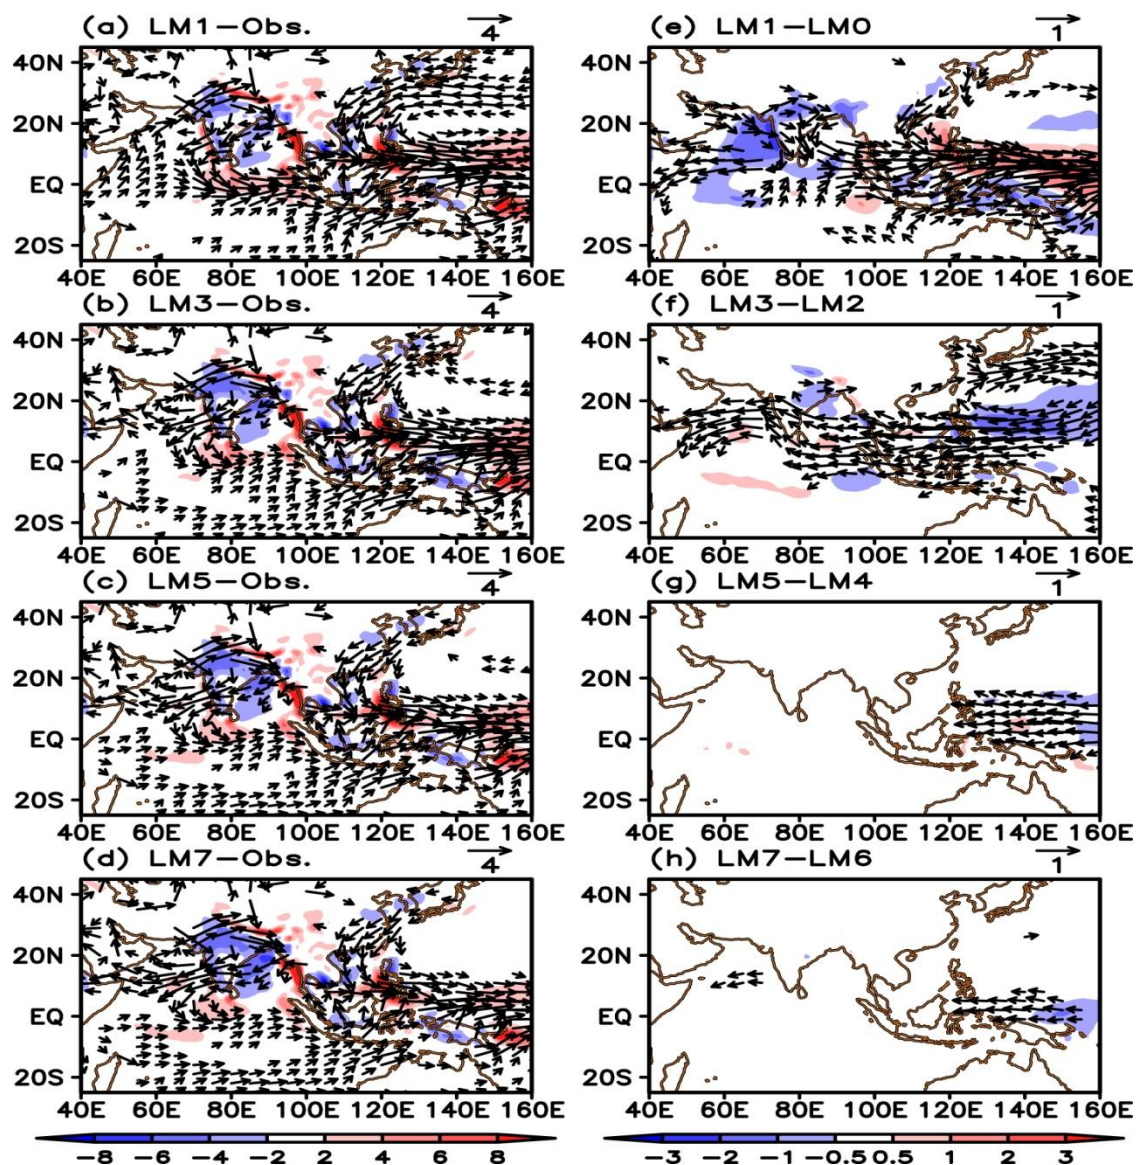 (a) LM1−Obs. 4
40N
20N
EQ
20S
40E 60E 80E 100E 120E 140E 160E
(e) LM1−LM0 1
40N
20N
EQ
20S
40E 60E 80E 100E 120E 140E 160E
(b) LM3−Obs. 4
40N
20N
EQ
20S
40E 60E 80E 100E 120E 140E 160E
(f) LM3−LM2 1
40N
20N
EQ
20S
40E 60E 80E 100E 120E 140E 160E
(c) LM5−Obs. 4
40N
20N
EQ
20S
40E 60E 80E 100E 120E 140E 160E
(g) LM5−LM4 1
40N
20N
EQ
20S
40E 60E 80E 100E 120E 140E 160E
(d) LM7−Obs. 4
40N
20N
EQ
20S
40E 60E 80E 100E 120E 140E 160E
(h) LM7−LM6 1
40N
20N
EQ
20S
40E 60E 80E 100E 120E 140E 160E
−8 −6 −4 −2 2 4 6 8
−3 −2 −1 −0.5 0.5 1 2 3